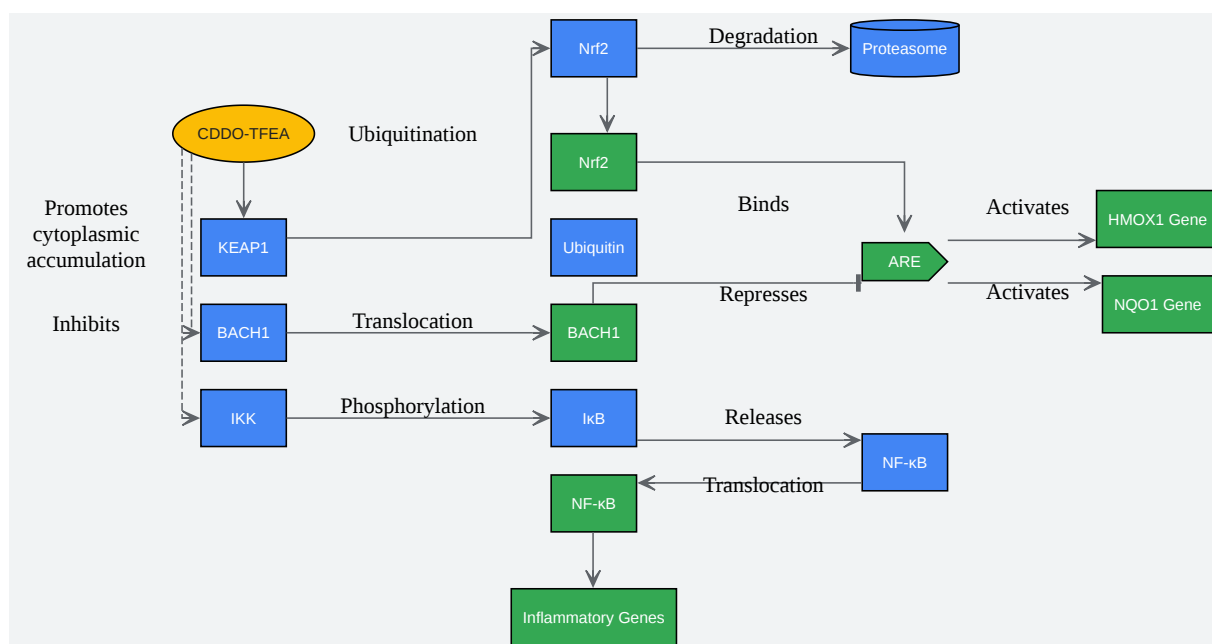 Nrf2
Degradation
Proteasome
CDDO-TFEA
Ubiquitination
Nrf2
Promotes
cytoplasmic
accumulation
Binds
Activates
HMOX1 Gene
KEAP1
Ubiquitin
ARE
Inhibits
BACH1
Translocation
BACH1
Represses
Activates
NQO1 Gene
IKK
Phosphorylation
IκB
Releases
NF-κB
Translocation
NF-κB
Inflammatory Genes